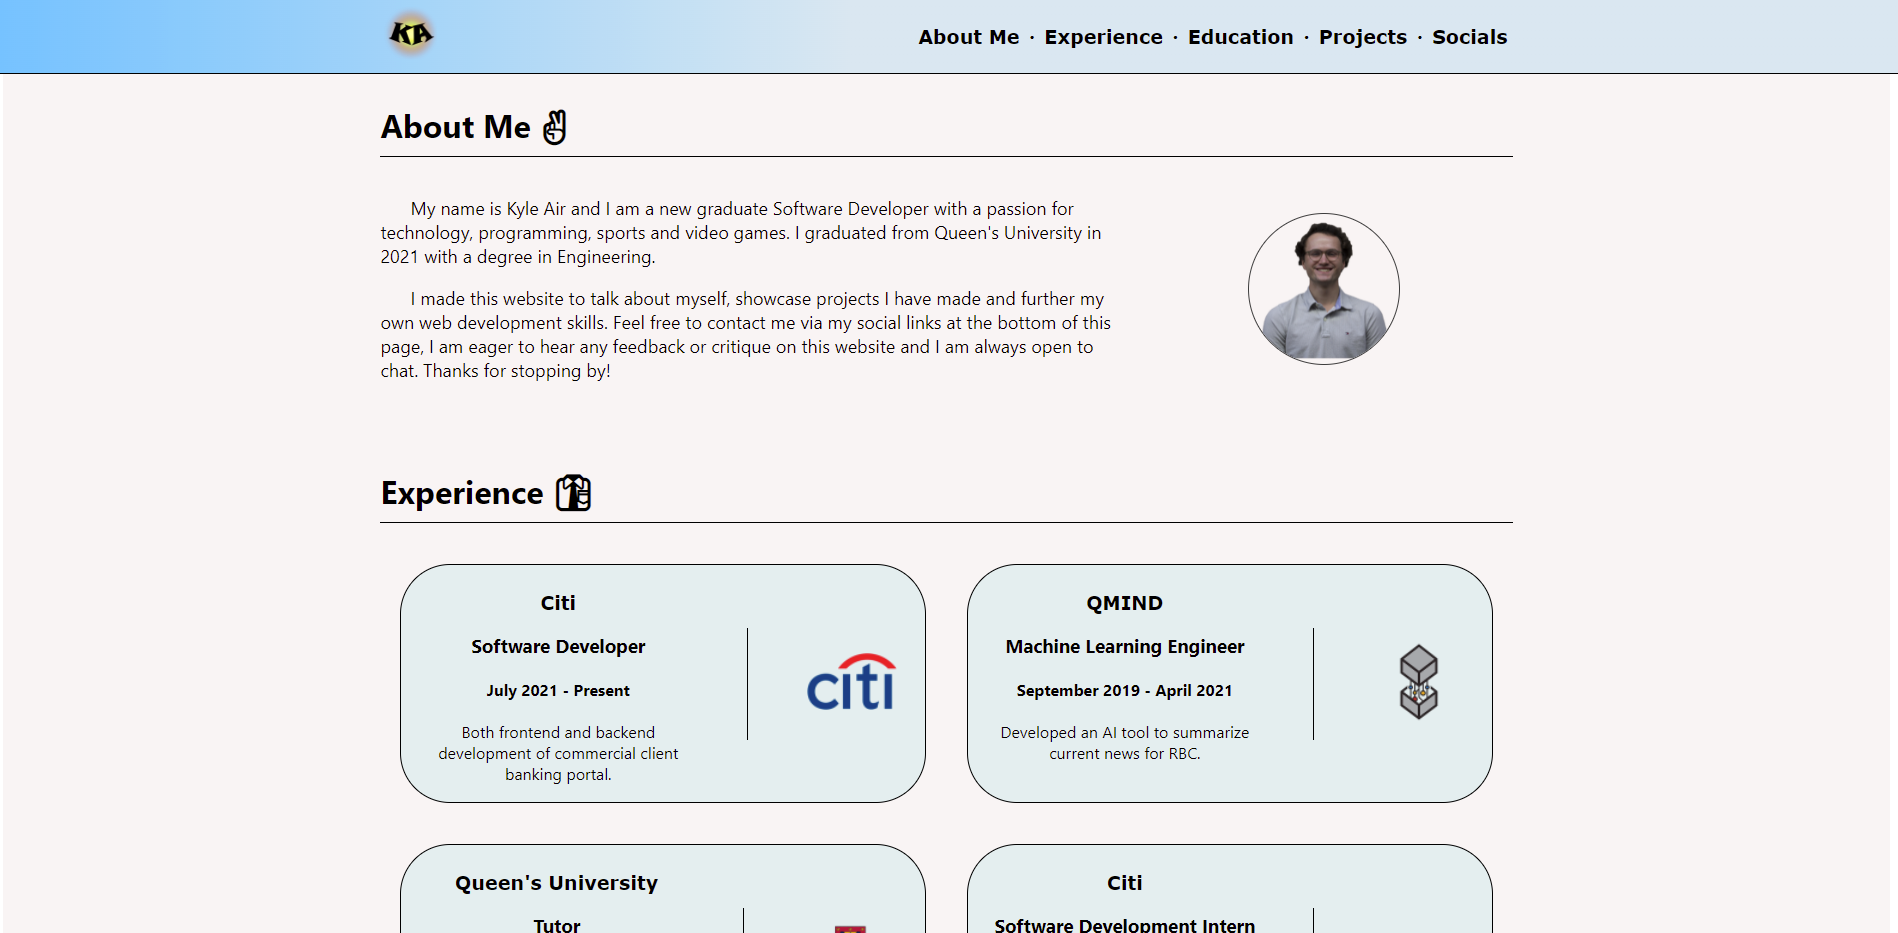 KA
About Me · Experience · Education · Projects · Socials
About Me
My name is Kyle Air and I am a new graduate Software Developer with a passion for
technology, programming, sports and video games. I graduated from Queen's University in
2021 with a degree in Engineering.
I made this website to talk about myself, showcase projects I have made and further my
own web development skills. Feel free to contact me via my social links at the bottom of this
page, I am eager to hear any feedback or critique on this website and I am always open to
chat. Thanks for stopping by!
Experience
Citi
Software Developer
July 2021 - Present
Both frontend and backend
development of commercial client
banking portal.
citi
QMIND
Machine Learning Engineer
September 2019 - April 2021
Developed an AI tool to summarize
current news for RBC.
Queen's University
Tutor
Citi
Software Development Intern